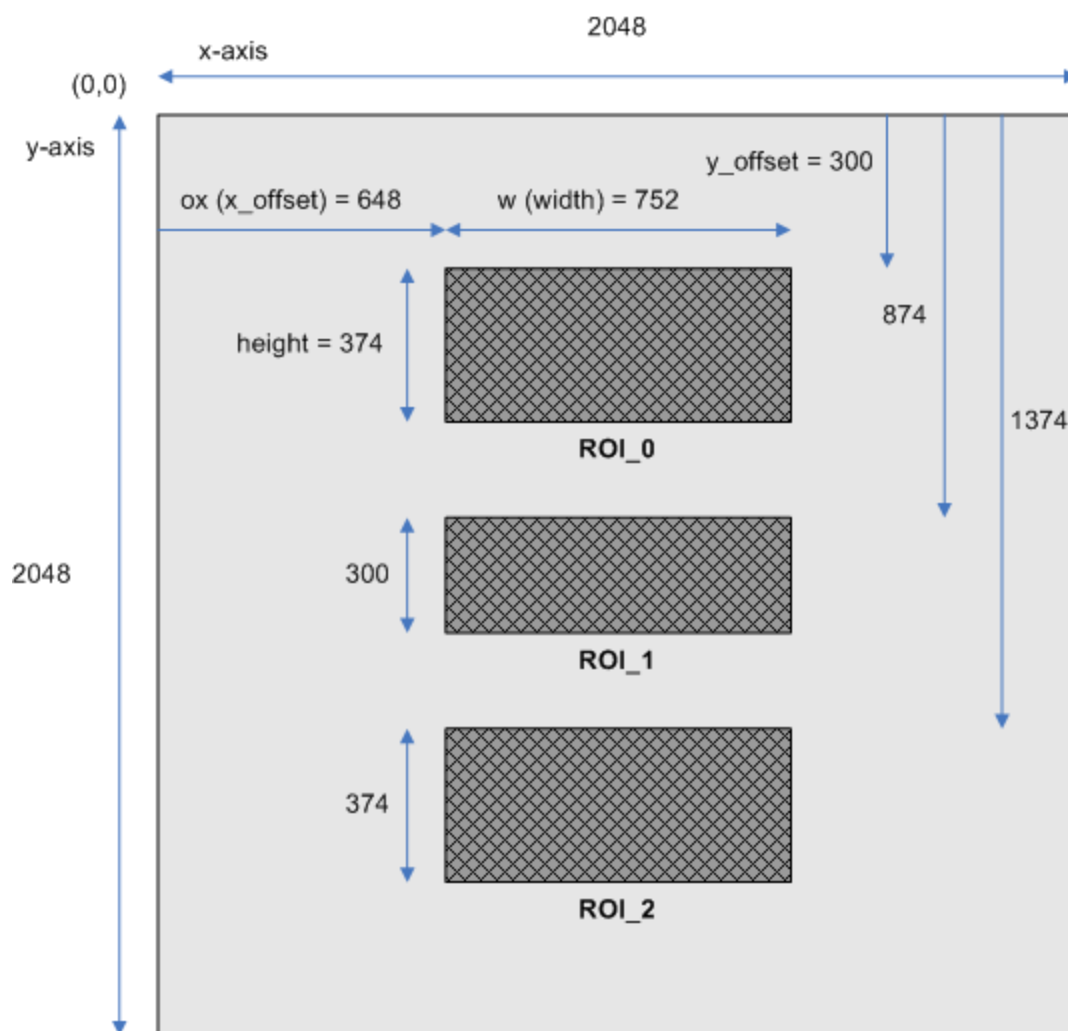 2048
x-axis
(0,0)
y-axis
y_offset = 300
ox (x_offset) = 648
w (width) = 752
874
height = 374
1374
ROI_0
2048
300
ROI_1
374
ROI_2